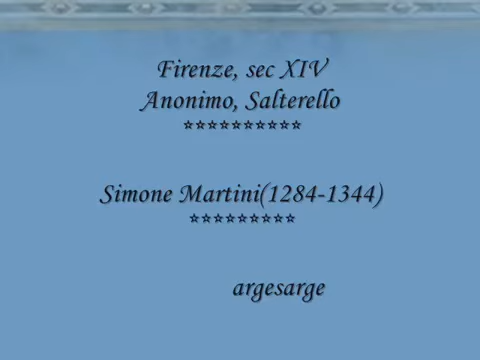 Firenze, sec XIV
Anonimo, Salterello
**********
Simone Martini(1284-1344)
*********
argesarge